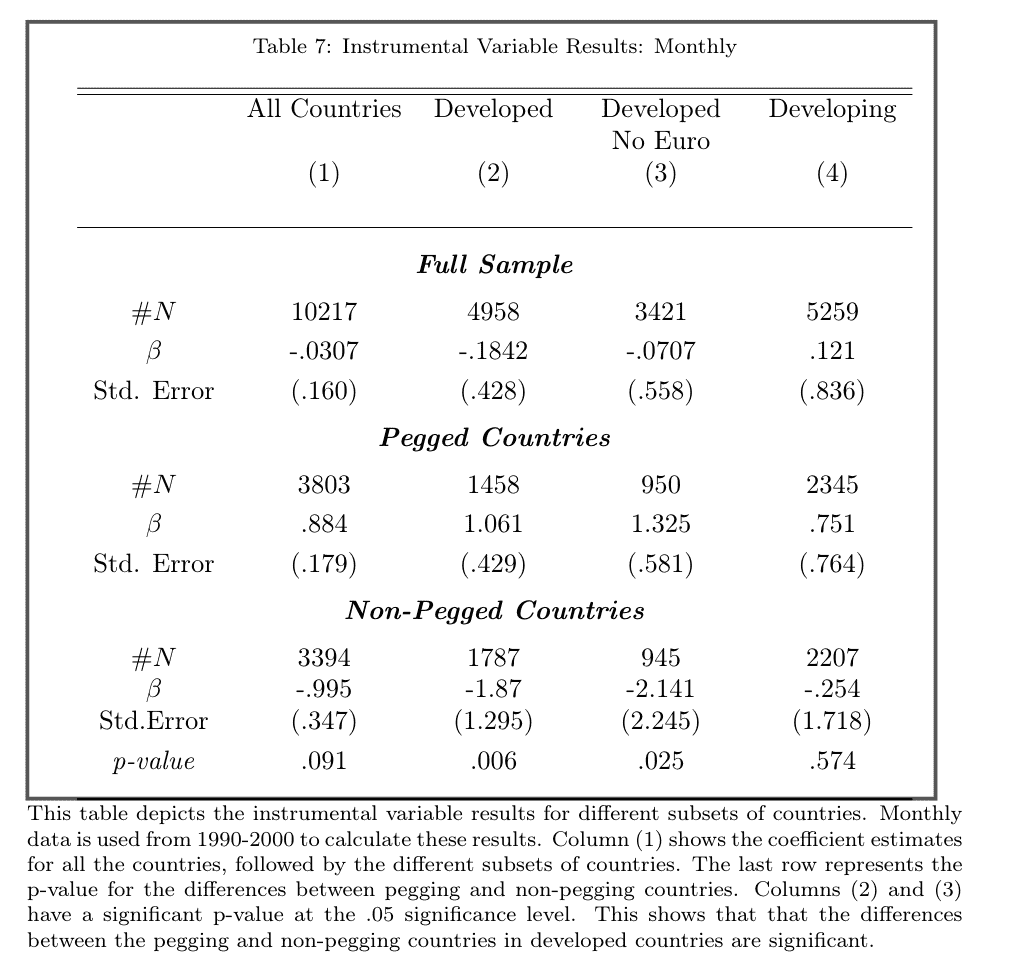 Table 7: Instrumental Variable Results: Monthly
All Countries Developed Developed Developing
No Euro
(1) (2) (3) (4)
Full Sample
#N 10217 4958 3421 5259
β -.0307 -.1842 -.0707 .121
Std. Error (.160) (.428) (.558) (.836)
Pegged Countries
#N 3803 1458 950 2345
β .884 1.061 1.325 .751
Std. Error (.179) (.429) (.581) (.764)
Non-Pegged Countries
#N 3394 1787 945 2207
β -.995 -1.87 -2.141 -.254
Std.Error (.347) (1.295) (2.245) (1.718)
p-value .091 .006 .025 .574
This table depicts the instrumental variable results for different subsets of countries. Monthly
data is used from 1990-2000 to calculate these results. Column (1) shows the coefficient estimates
for all the countries, followed by the different subsets of countries. The last row represents the
p-value for the differences between pegging and non-pegging countries. Columns (2) and (3)
have a significant p-value at the .05 significance level. This shows that that the differences
between the pegging and non-pegging countries in developed countries are significant.